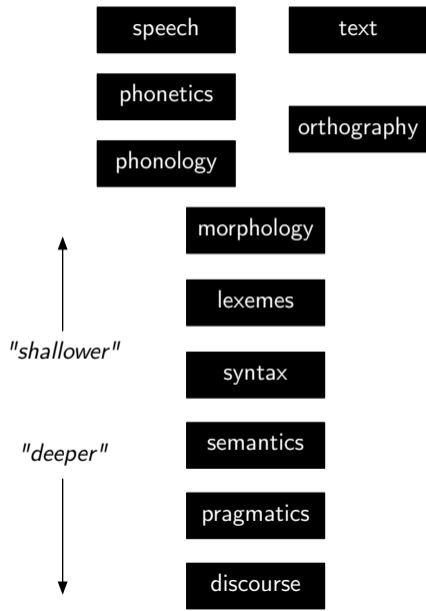 speech
text
phonetics
orthography
phonology
morphology
lexemes
"shallower"
syntax
"deeper"
semantics
pragmatics
discourse